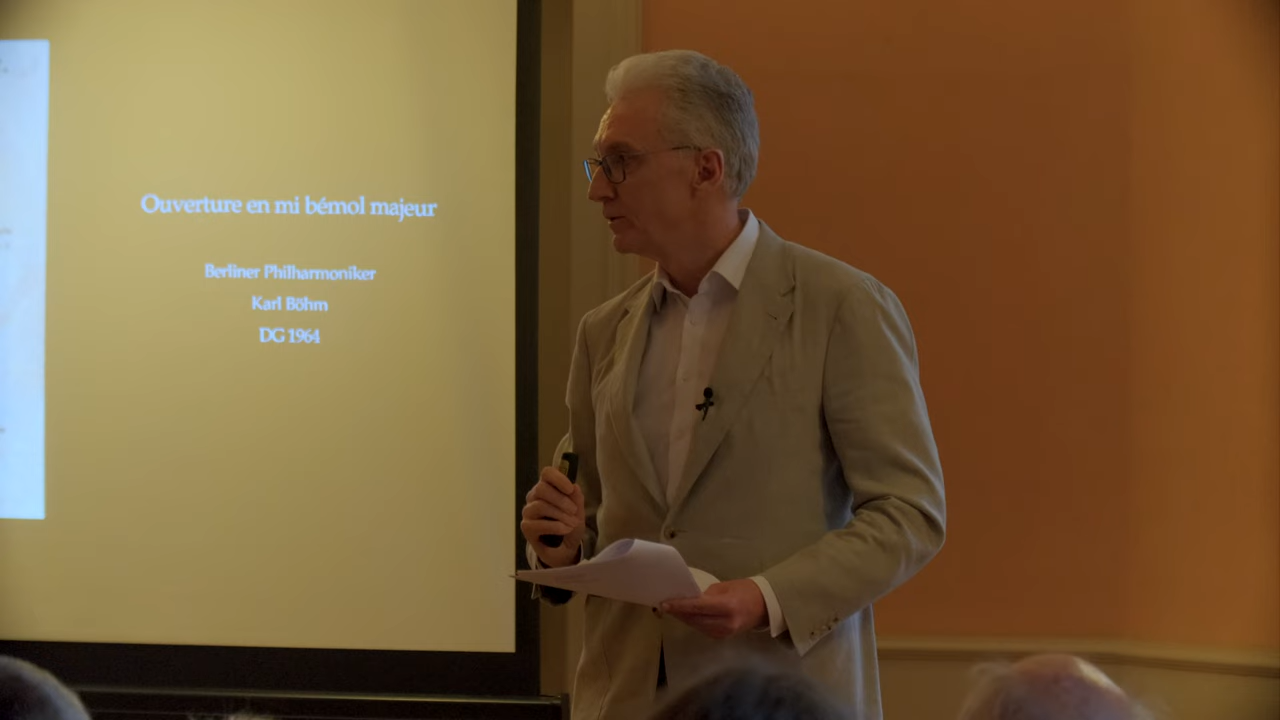 Ouverture en mi bémol majeur
Berliner Philharmoniker
Karl Böhm
DG 1964